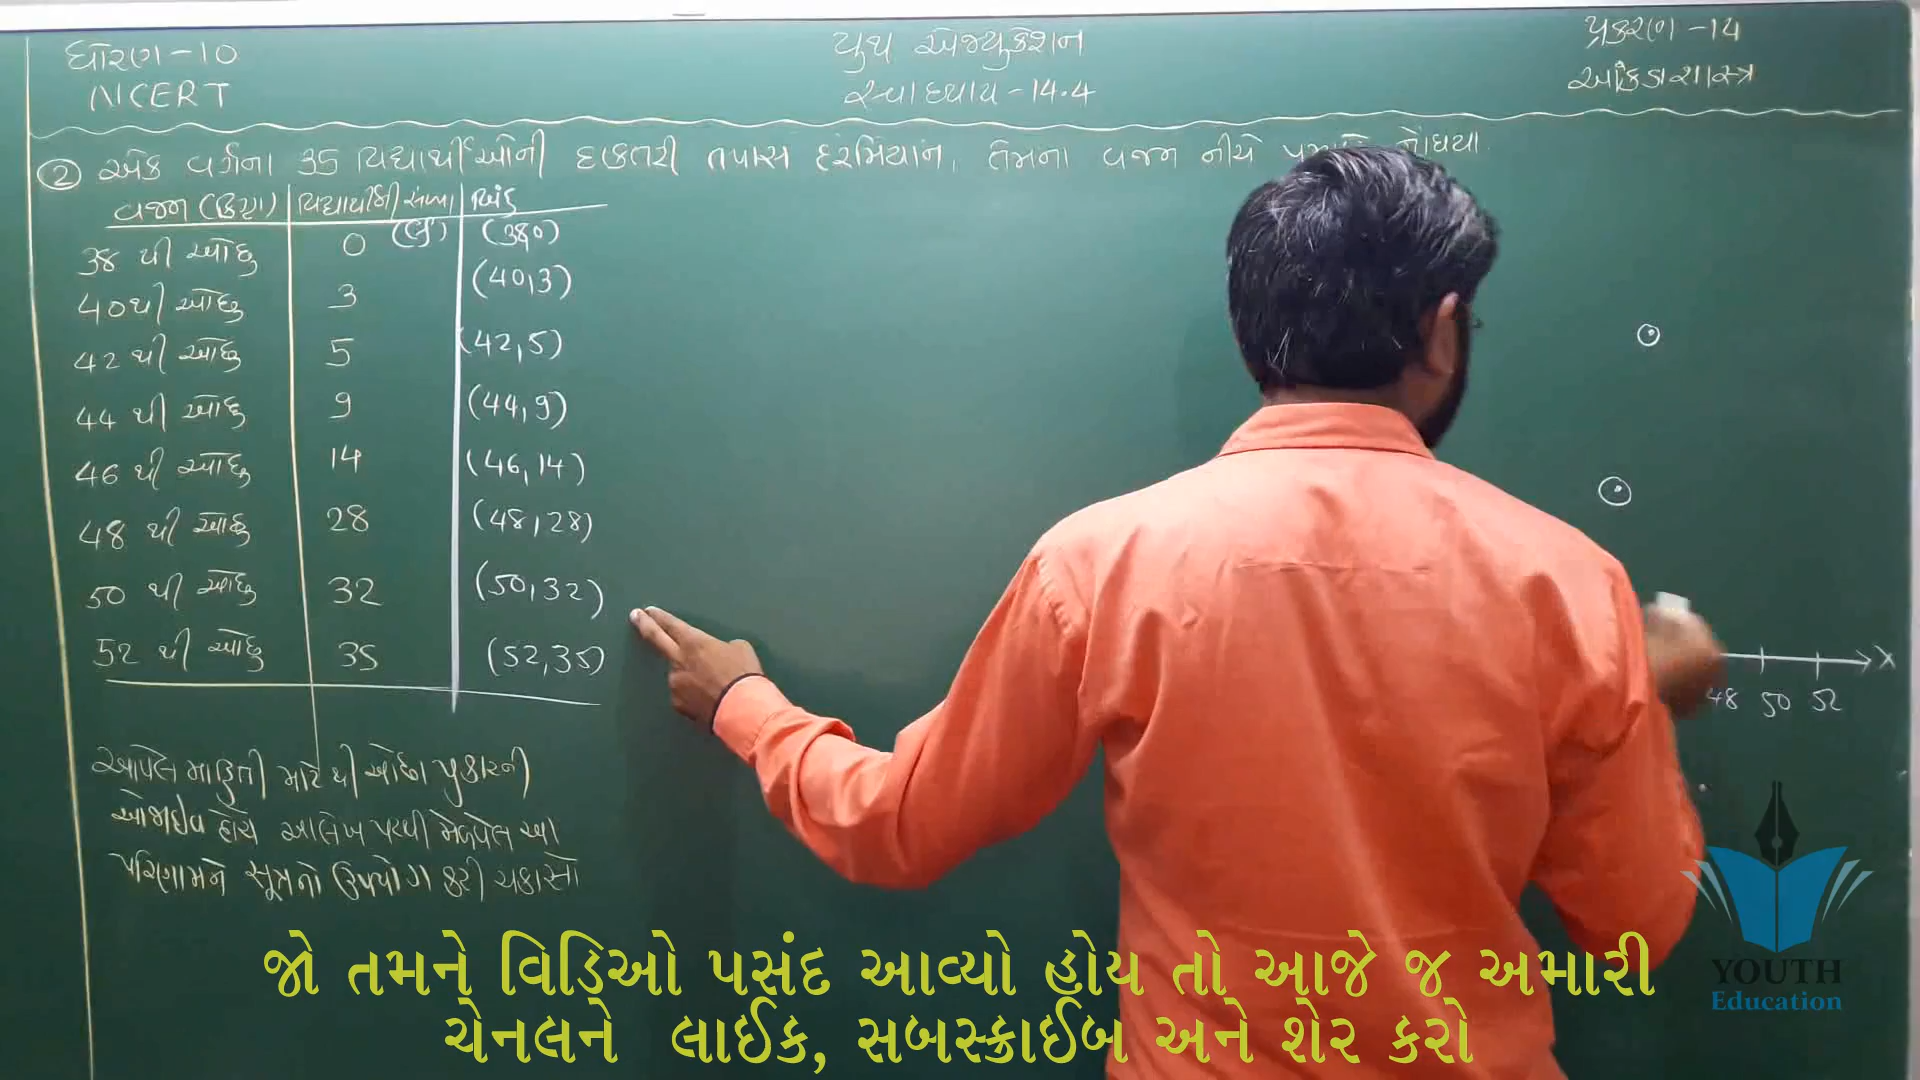 ધોરણ-10
NCERT
યુથ એજ્યુકેશન
સ્વાધ્યાય-14.4
પ્રકરણ-14
આંકડાશાસ્ત્ર
② એક વર્ગના 35 વિદ્યાર્થીઓની દાકતરી તપાસ દરમિયાન, તેમના વજન નીચે નોંધ્યા
વજન (કિગ્રા) વિદ્યાર્થીની સંખ્યા બિંદુ
38 થી ઓછુ 0 (38,0)
40 થી ઓછુ 3 (40,3)
42 થી ઓછુ 5 (42,5)
44 થી ઓછુ 9 (44,9)
46 થી ઓછુ 14 (46,14)
48 થી ઓછુ 28 (48,28)
50 થી ઓછુ 32 (50,32)
52 થી ઓછુ 35 (52,35)
આપેલ માહિતી માટે થી ઓછા પ્રકારની
ઓજાઇવ દોરો આલેખ પરથી મેળવેલ આ
પરિણામને સૂત્રનો ઉપયોગ કરી ચકાસો
48 50 52 X
YOUTH
Education
જો તમને વિડિઓ પસંદ આવ્યો હોય તો આજે જ અમારી
ચેનલને લાઈક, સબસ્ક્રાઈબ અને શેર કરો